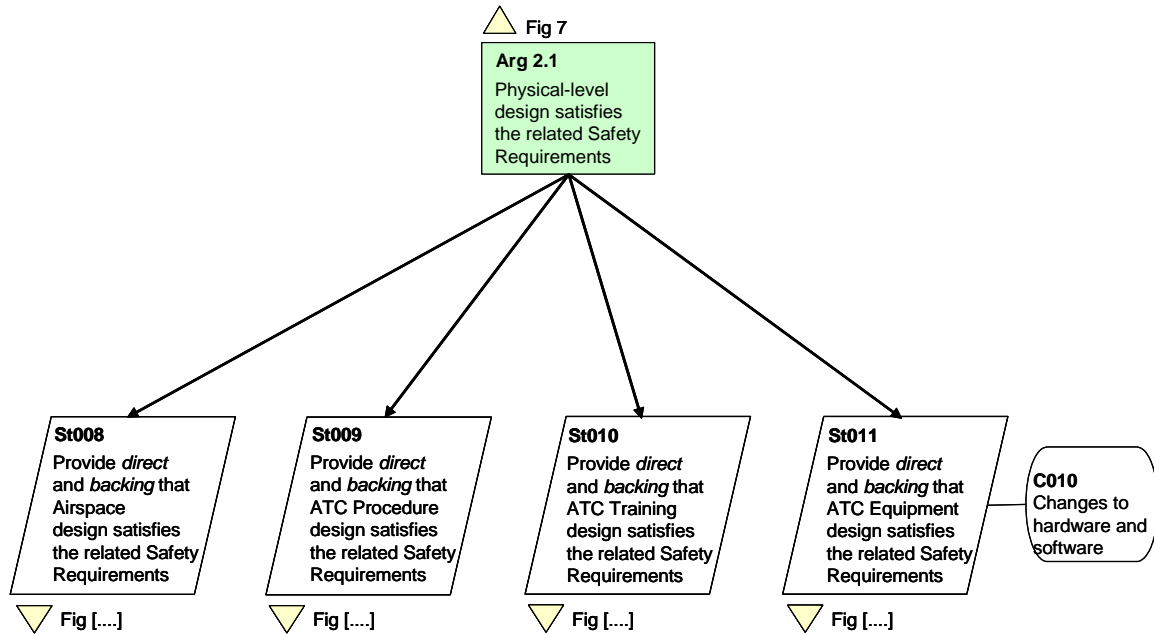 Fig 7
Arg 2.1
Physical-level
design satisfies
the related Safety
Requirements
St008
Provide direct
and backing that
Airspace
design satisfies
the related Safety
Requirements
Fig [....]
St009
Provide direct
and backing that
ATC Procedure
design satisfies
the related Safety
Requirements
Fig [....]
St010
Provide direct
and backing that
ATC Training
design satisfies
the related Safety
Requirements
Fig [....]
St011
Provide direct
and backing that
ATC Equipment
design satisfies
the related Safety
Requirements
Fig [....]
C010
Changes to
hardware and
software